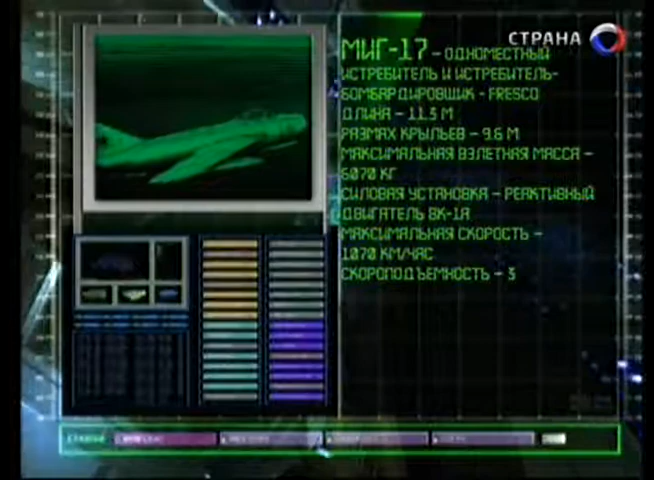 СТРАНА
МИГ-17 - ОДНОМЕСТНЫЙ
ИСТРЕБИТЕЛЬ И ИСТРЕБИТЕЛЬ-
БОМБАРДИРОВЩИК - FRESCO
ДЛИНА - 11.3 М
РАЗМАХ КРЫЛЬЕВ - 9.6 М
МАКСИМАЛЬНАЯ ВЗЛЕТНАЯ МАССА -
6070 КГ
СИЛОВАЯ УСТАНОВКА - РЕАКТИВНЫЙ
ДВИГАТЕЛЬ ВК-1А
МАКСИМАЛЬНАЯ СКОРОСТЬ -
1070 КМ/ЧАС
СКОРОПОДЪЕМНОСТЬ - 3